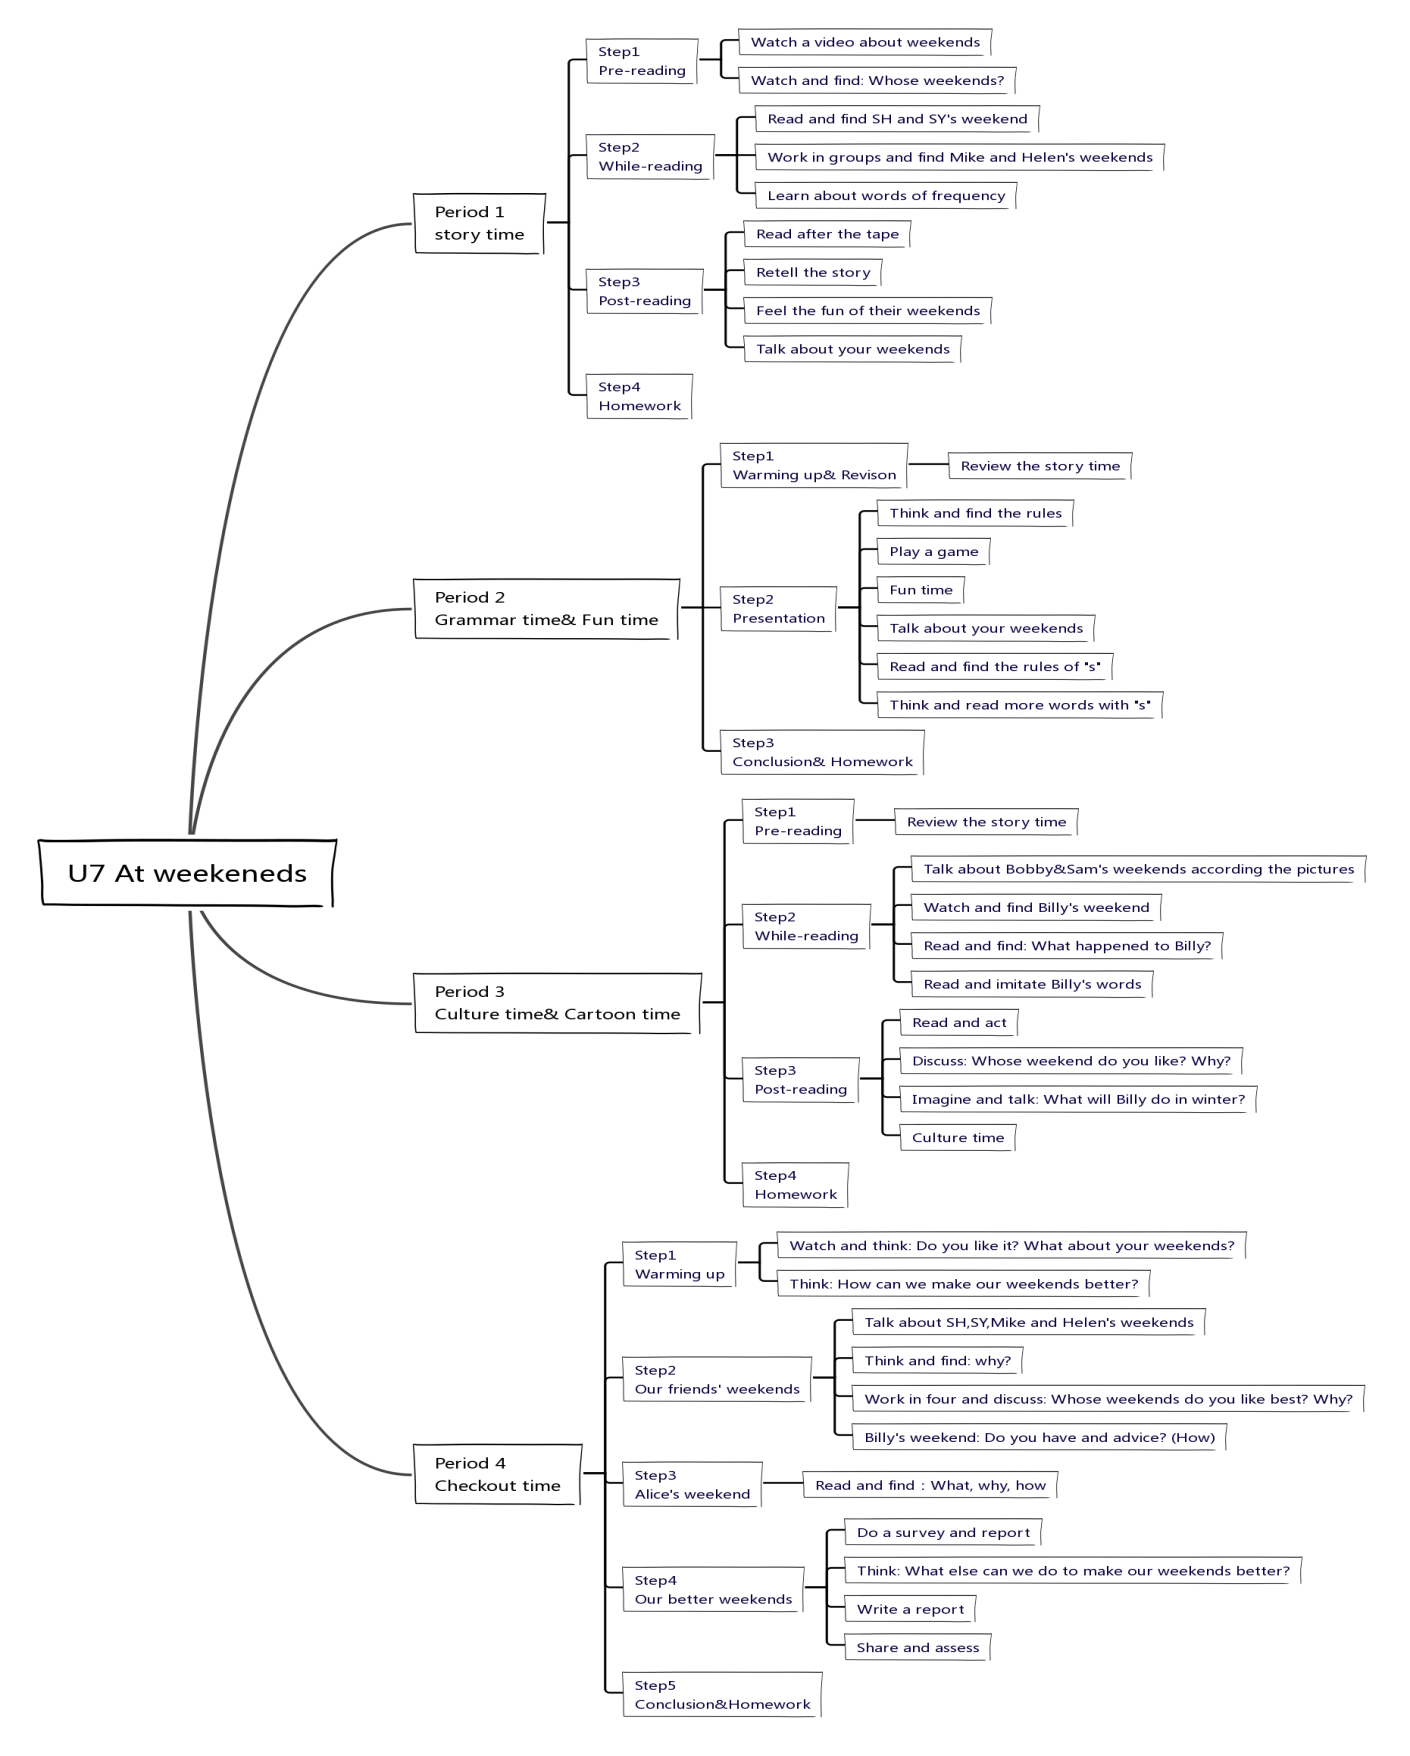 U7 At weekeneds
Period 1
story time
Step1
Pre-reading
Watch a video about weekends
Watch and find: Whose weekends?
Step2
While-reading
Read and find SH and SY's weekend
Work in groups and find Mike and Helen's weekends
Learn about words of frequency
Step3
Post-reading
Read after the tape
Retell the story
Feel the fun of their weekends
Talk about your weekends
Step4
Homework
Period 2
Grammar time& Fun time
Step1
Warming up& Revison
Review the story time
Step2
Presentation
Think and find the rules
Play a game
Fun time
Talk about your weekends
Read and find the rules of "s"
Think and read more words with "s"
Step3
Conclusion& Homework
Period 3
Culture time& Cartoon time
Step1
Pre-reading
Review the story time
Step2
While-reading
Talk about Bobby&Sam's weekends according the pictures
Watch and find Billy's weekend
Read and find: What happened to Billy?
Read and imitate Billy's words
Step3
Post-reading
Read and act
Discuss: Whose weekend do you like? Why?
Imagine and talk: What will Billy do in winter?
Culture time
Step4
Homework
Period 4
Checkout time
Step1
Warming up
Watch and think: Do you like it? What about your weekends?
Think: How can we make our weekends better?
Step2
Our friends' weekends
Talk about SH,SY,Mike and Helen's weekends
Think and find: why?
Work in four and discuss: Whose weekends do you like best? Why?
Billy's weekend: Do you have and advice? (How)
Step3
Alice's weekend
Read and find：What, why, how
Step4
Our better weekends
Do a survey and report
Think: What else can we do to make our weekends better?
Write a report
Share and assess
Step5
Conclusion&Homework